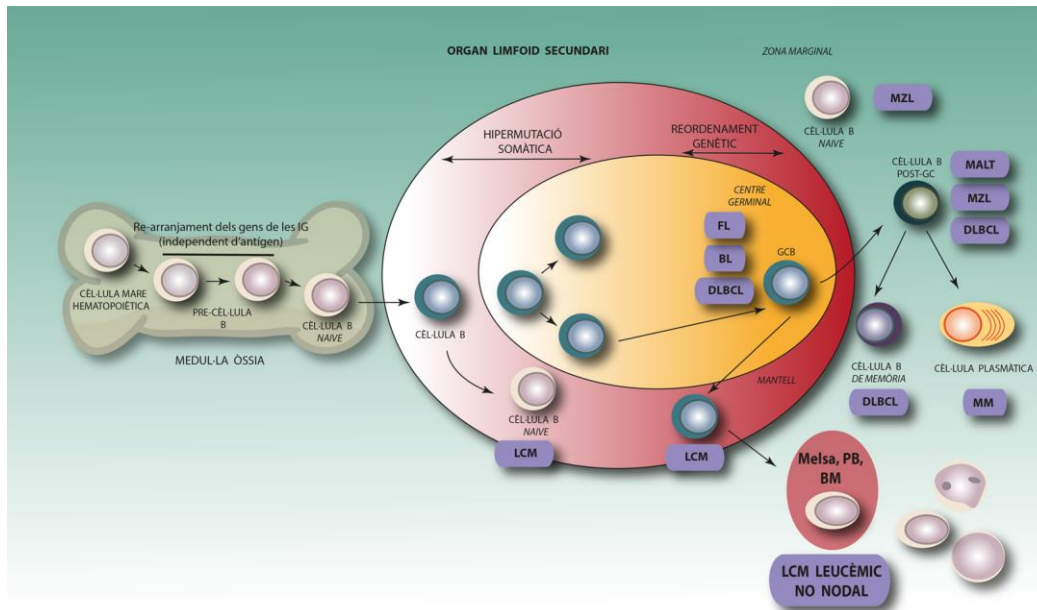 ORGAN LIMFOID SECUNDARI
ZONA MARGINAL
MZL
CÈL·LULA B
NAIVE
HIPERMUTACIÓ
SOMÀTICA
REORDENAMENT
GENÈTIC
CÈL·LULA B
POST-GC
MALT
MZL
DLBCL
CENTRE
GERMINAL
FL
BL
DLBCL
GCB
Re-arranjament dels gens de les IG
(independent d'antígen)
CÈL·LULA MARE
HEMATOPOIÈTICA
PRE-CÈL·LULA
B
CÈL·LULA B
NAIVE
MEDUL·LA ÒSSIA
CÈL·LULA B
CÈL·LULA B
NAIVE
LCM
MANTELL
LCM
CÈL·LULA B
DE MEMÒRIA
DLBCL
CÈL·LULA PLASMÀTICA
MM
Melsa, PB,
BM
LCM LEUCÈMIC
NO NODAL